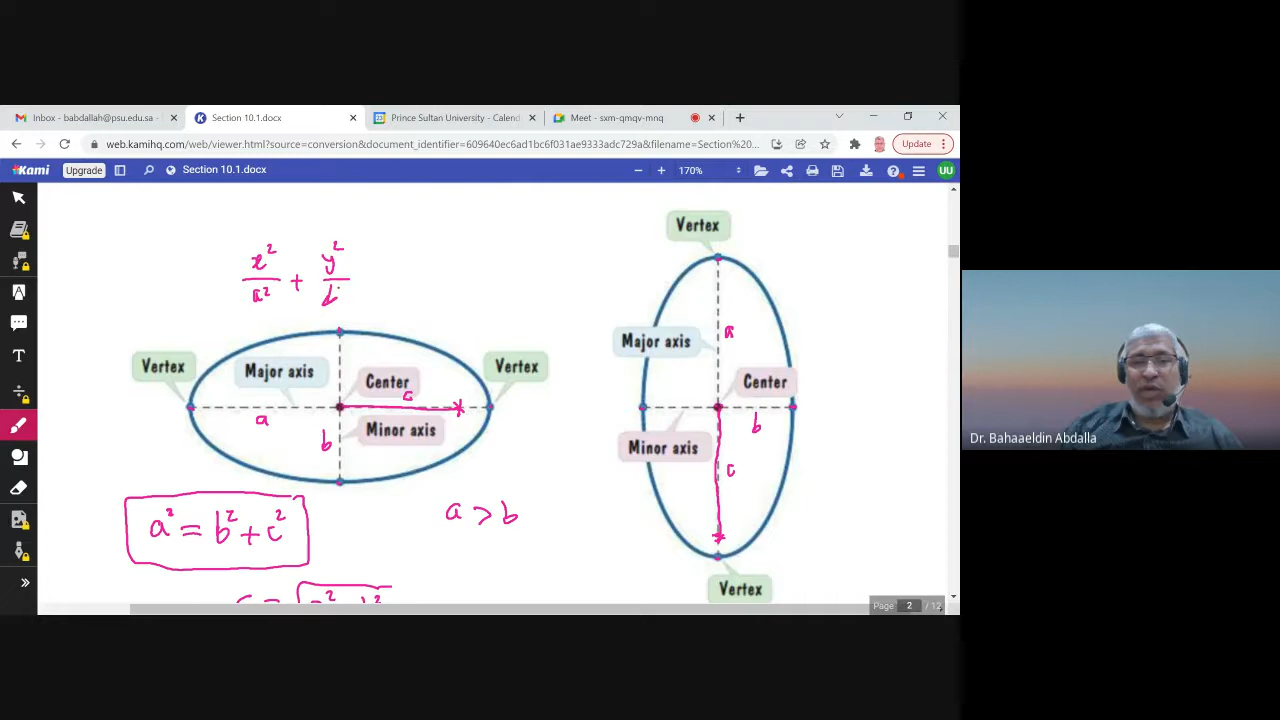 Inbox - babdallah@psu.edu.sa -
Section 10.1.docx
Prince Sultan University - Calend
Meet - sxm-qmqv-mnq
web.kamihq.com/web/viewer.html?source=conversion&document_identifier=609640ec6ad1bc6f031ae9333adc729a&filename=Section%20...
Update
Kami
Upgrade
Section 10.1.docx
170%
UU
x² / a² + y² / b
Vertex
Major axis
Vertex
Center
c
a
b
Minor axis
a² = b² + c²
a > b
c =
Vertex
a
Major axis
Center
b
Minor axis
c
Vertex
Page 2 / 12
Dr. Bahaaeldin Abdalla